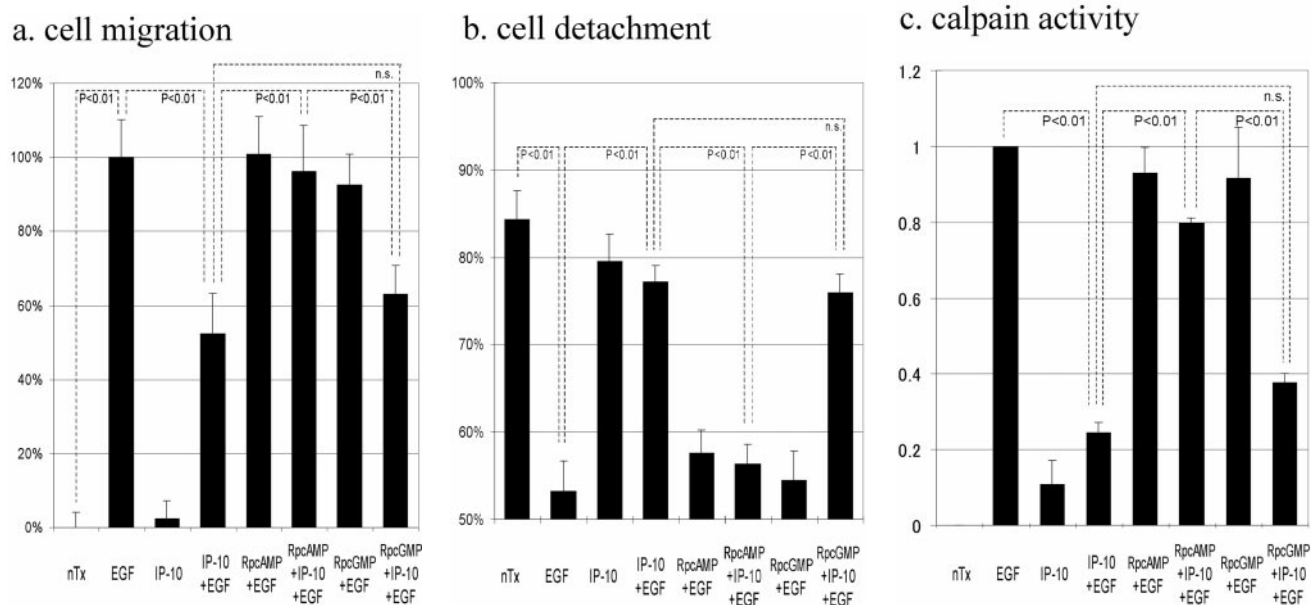 a. cell migration
120%
100%
80%
60%
40%
20%
0%
P<0.01
P<0.01
P<0.01
P<0.01
n.s.
nTx
EGF
IP-10
IP-10
+EGF
RpcAMP
+EGF
RpcAMP
+IP-10
+EGF
RpcGMP
+EGF
RpcGMP
+IP-10
+EGF
b. cell detachment
100%
90%
80%
70%
60%
50%
P<0.01
P<0.01
P<0.01
P<0.01
n.s.
nTx
EGF
IP-10
IP-10
+EGF
RpcAMP
+EGF
RpcAMP
+IP-10
+EGF
RpcGMP
+EGF
RpcGMP
+IP-10
+EGF
c. calpain activity
1.2
1
0.8
0.6
0.4
0.2
0
P<0.01
P<0.01
P<0.01
n.s.
nTx
EGF
IP-10
IP-10
+EGF
RpcAMP
+EGF
RpcAMP
+IP-10
+EGF
RpcGMP
+EGF
RpcGMP
+IP-10
+EGF